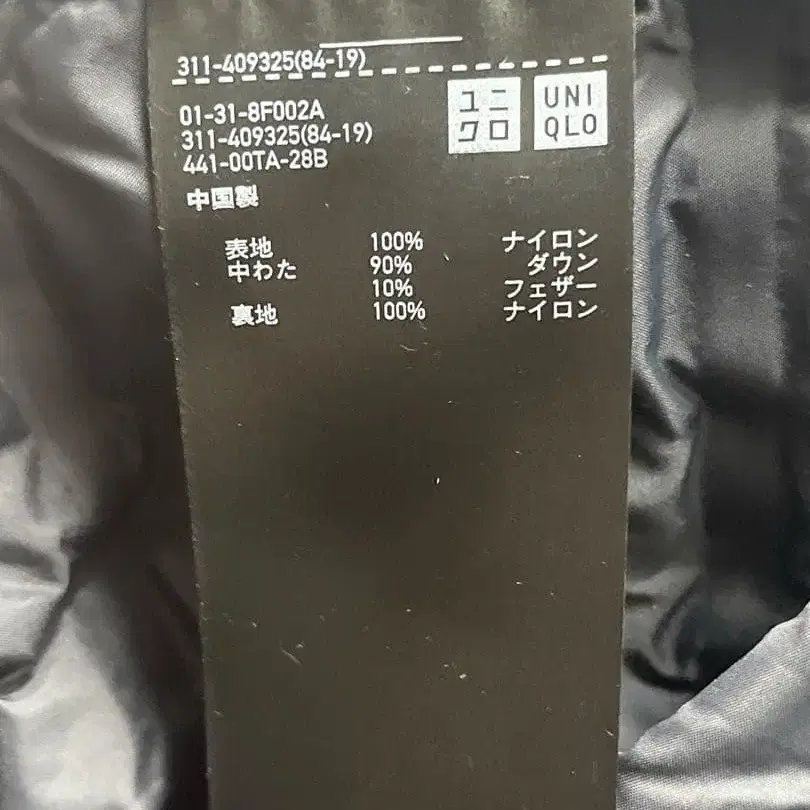 311-409325(84-19)
01-31-8F002A
311-409325(84-19)
441-00TA-28B
ユニ
クロ
UNI
QLO
中国製
表地 100% ナイロン
中わた 90% ダウン
10% フェザー
裏地 100% ナイロン